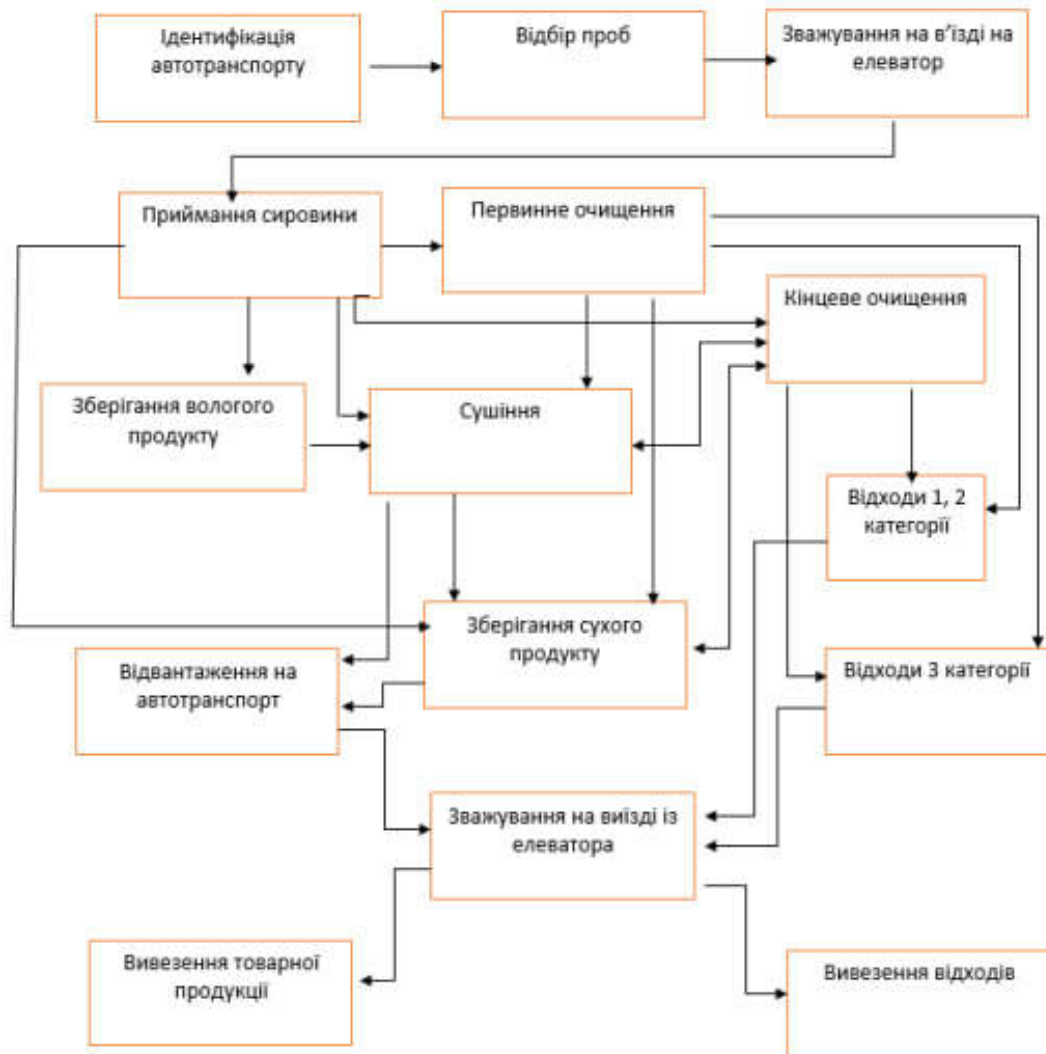 Ідентифікація
автотранспорту
Відбір проб
Зважування на в’їзді на
елеватор
Приймання сировини
Первинне очищення
Кінцеве очищення
Зберігання вологого
продукту
Сушіння
Відходи 1, 2
категорії
Зберігання сухого
продукту
Відвантаження на
автотранспорт
Відходи 3 категорії
Зважування на виїзді із
елеватора
Вивезення товарної
продукції
Вивезення відходів